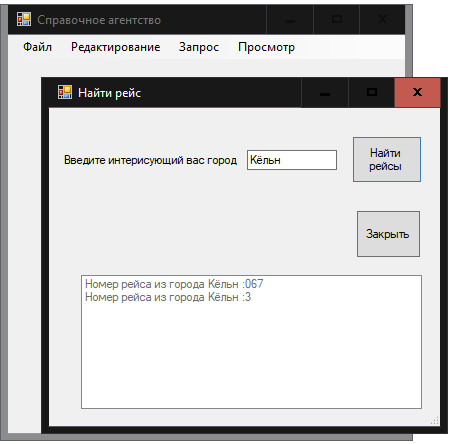 Справочное агентство
Файл Редактирование Запрос Просмотр
Найти рейс
Введите интерисующий вас город Кёльн Найти рейсы
Закрыть
Номер рейса из города Кёльн :067
Номер рейса из города Кёльн :3